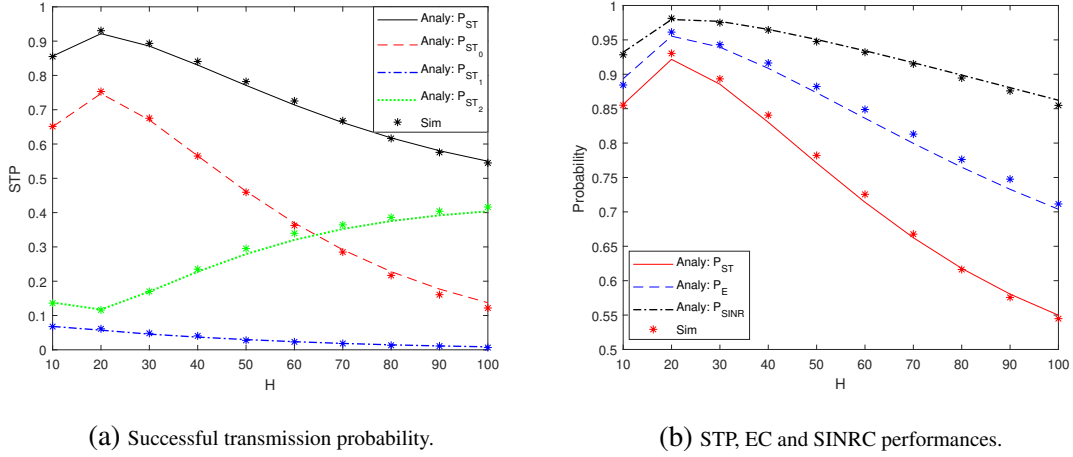 1
0.9
0.8
0.7
0.6
0.5
0.4
0.3
0.2
0.1
0
STP
10 20 30 40 50 60 70 80 90 100
H
Analy: P_ST
Analy: P_ST_0
Analy: P_ST_1
Analy: P_ST_2
Sim
(a) Successful transmission probability.
1
0.95
0.9
0.85
0.8
0.75
0.7
0.65
0.6
0.55
0.5
Probability
10 20 30 40 50 60 70 80 90 100
H
Analy: P_ST
Analy: P_E
Analy: P_SINR
Sim
(b) STP, EC and SINRC performances.